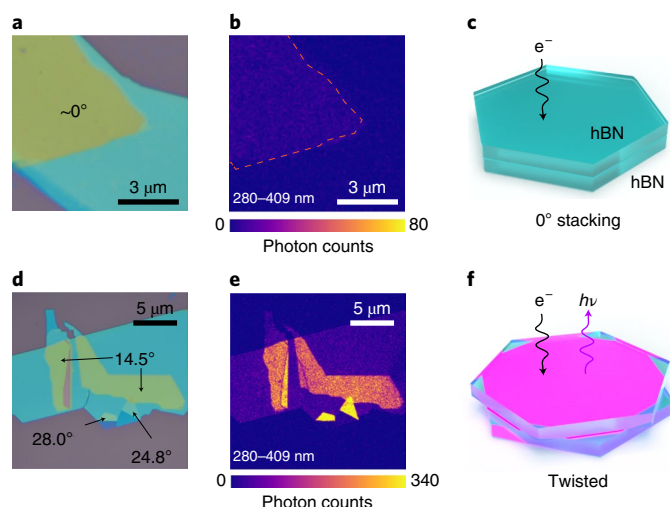 a
~0°
3 μm
b
280–409 nm
3 μm
0
80
Photon counts
c
e⁻
hBN
hBN
0° stacking
d
5 μm
14.5°
28.0°
24.8°
e
5 μm
280–409 nm
0
340
Photon counts
f
e⁻
hν
Twisted